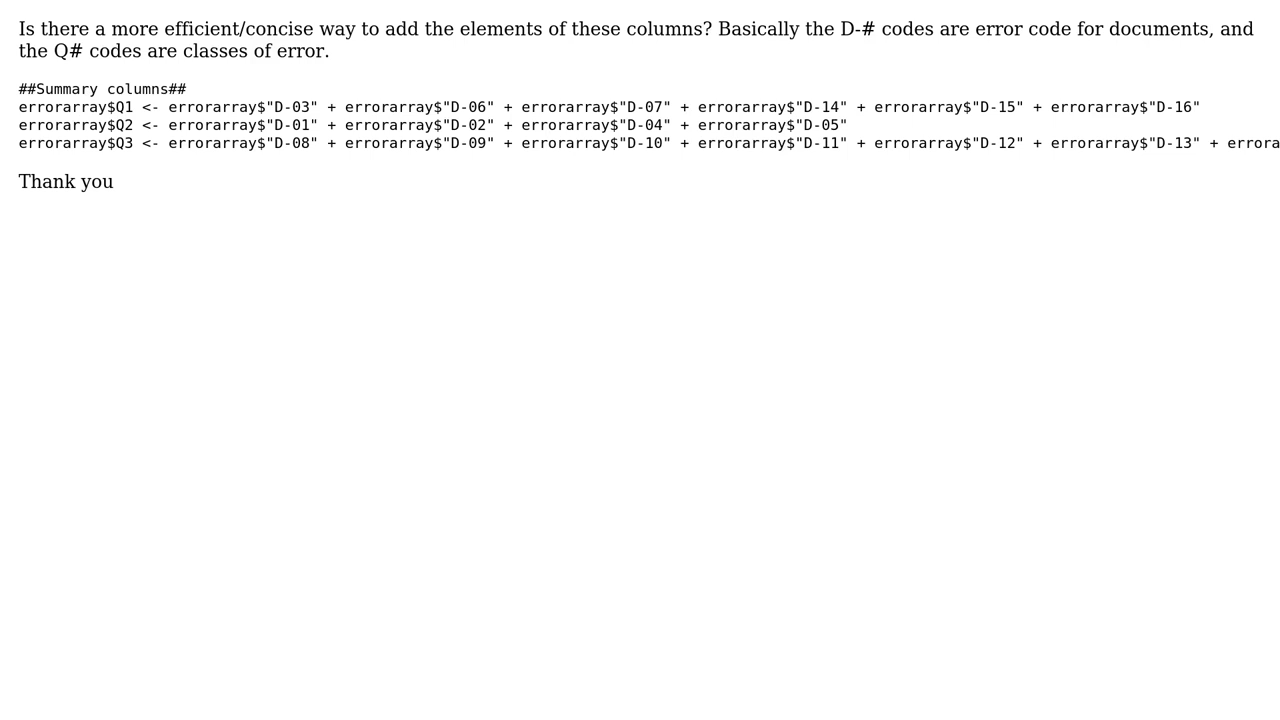 Is there a more efficient/concise way to add the elements of these columns? Basically the D-# codes are error code for documents, and
the Q# codes are classes of error.
##Summary columns##
errorarray$Q1 <- errorarray$"D-03" + errorarray$"D-06" + errorarray$"D-07" + errorarray$"D-14" + errorarray$"D-15" + errorarray$"D-16"
errorarray$Q2 <- errorarray$"D-01" + errorarray$"D-02" + errorarray$"D-04" + errorarray$"D-05"
errorarray$Q3 <- errorarray$"D-08" + errorarray$"D-09" + errorarray$"D-10" + errorarray$"D-11" + errorarray$"D-12" + errorarray$"D-13" + errora
Thank you